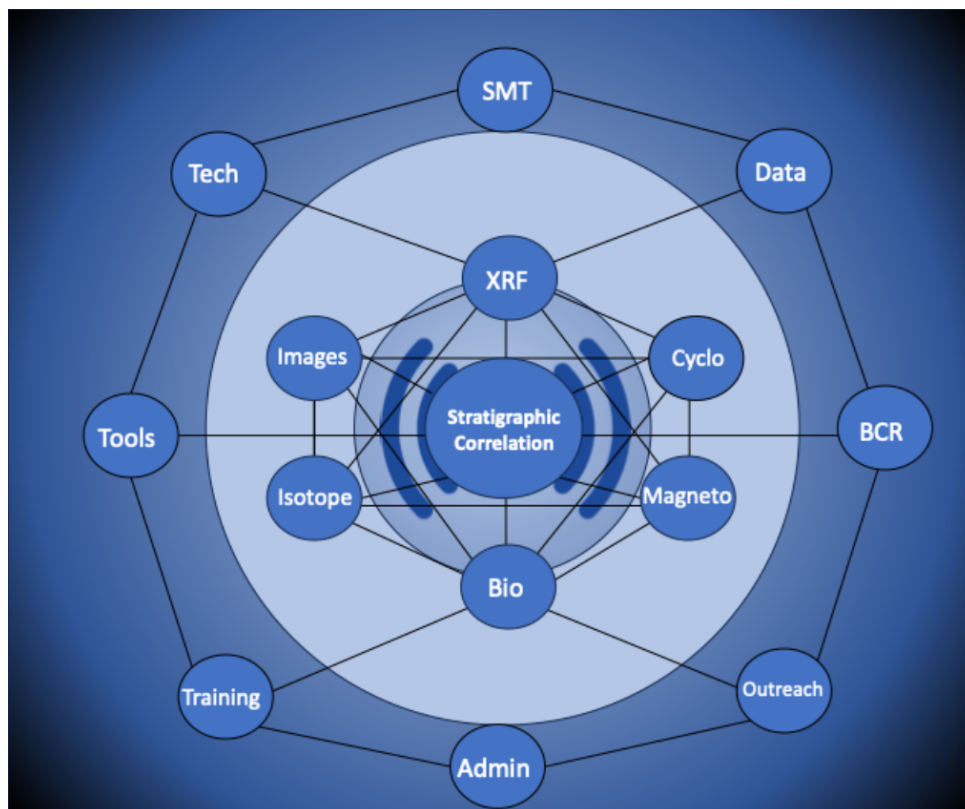 SMT
Tech
Data
XRF
Images
Cyclo
Stratigraphic
Correlation
Tools
BCR
Isotope
Magneto
Bio
Training
Outreach
Admin